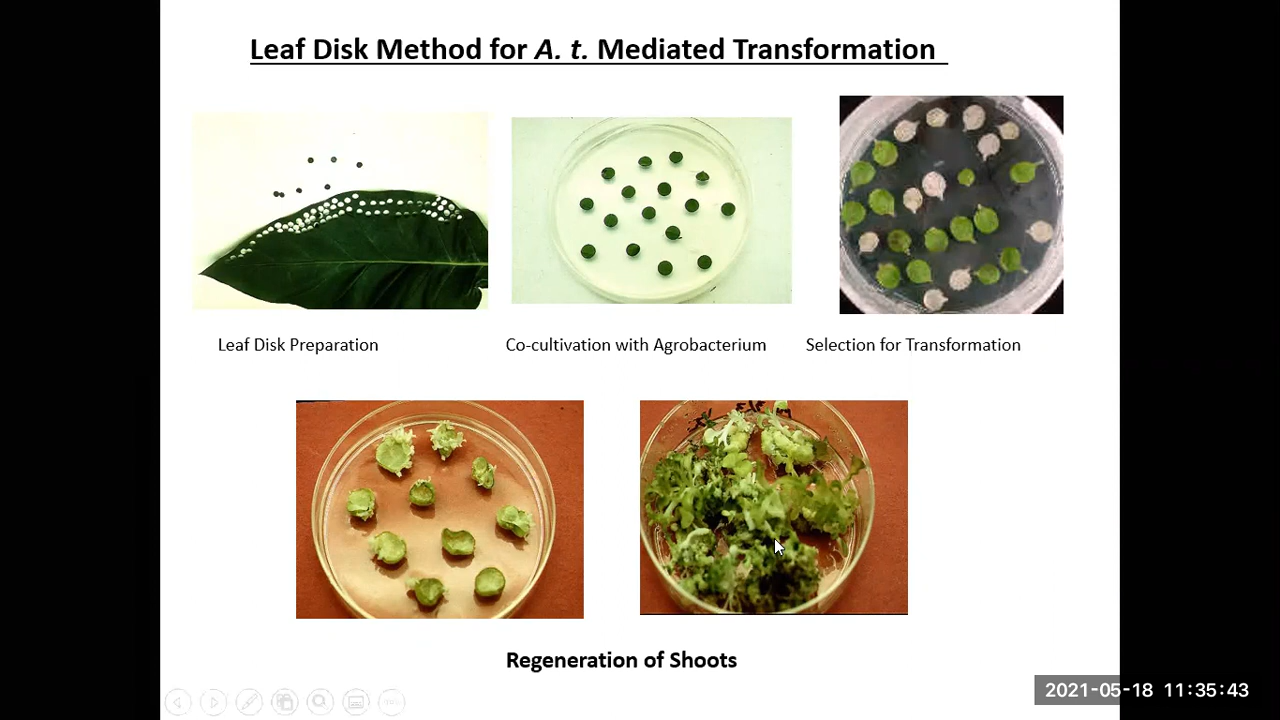 Leaf Disk Method for A. t. Mediated Transformation
Leaf Disk Preparation
Co-cultivation with Agrobacterium
Selection for Transformation
Regeneration of Shoots
2021-05-18 11:35:43